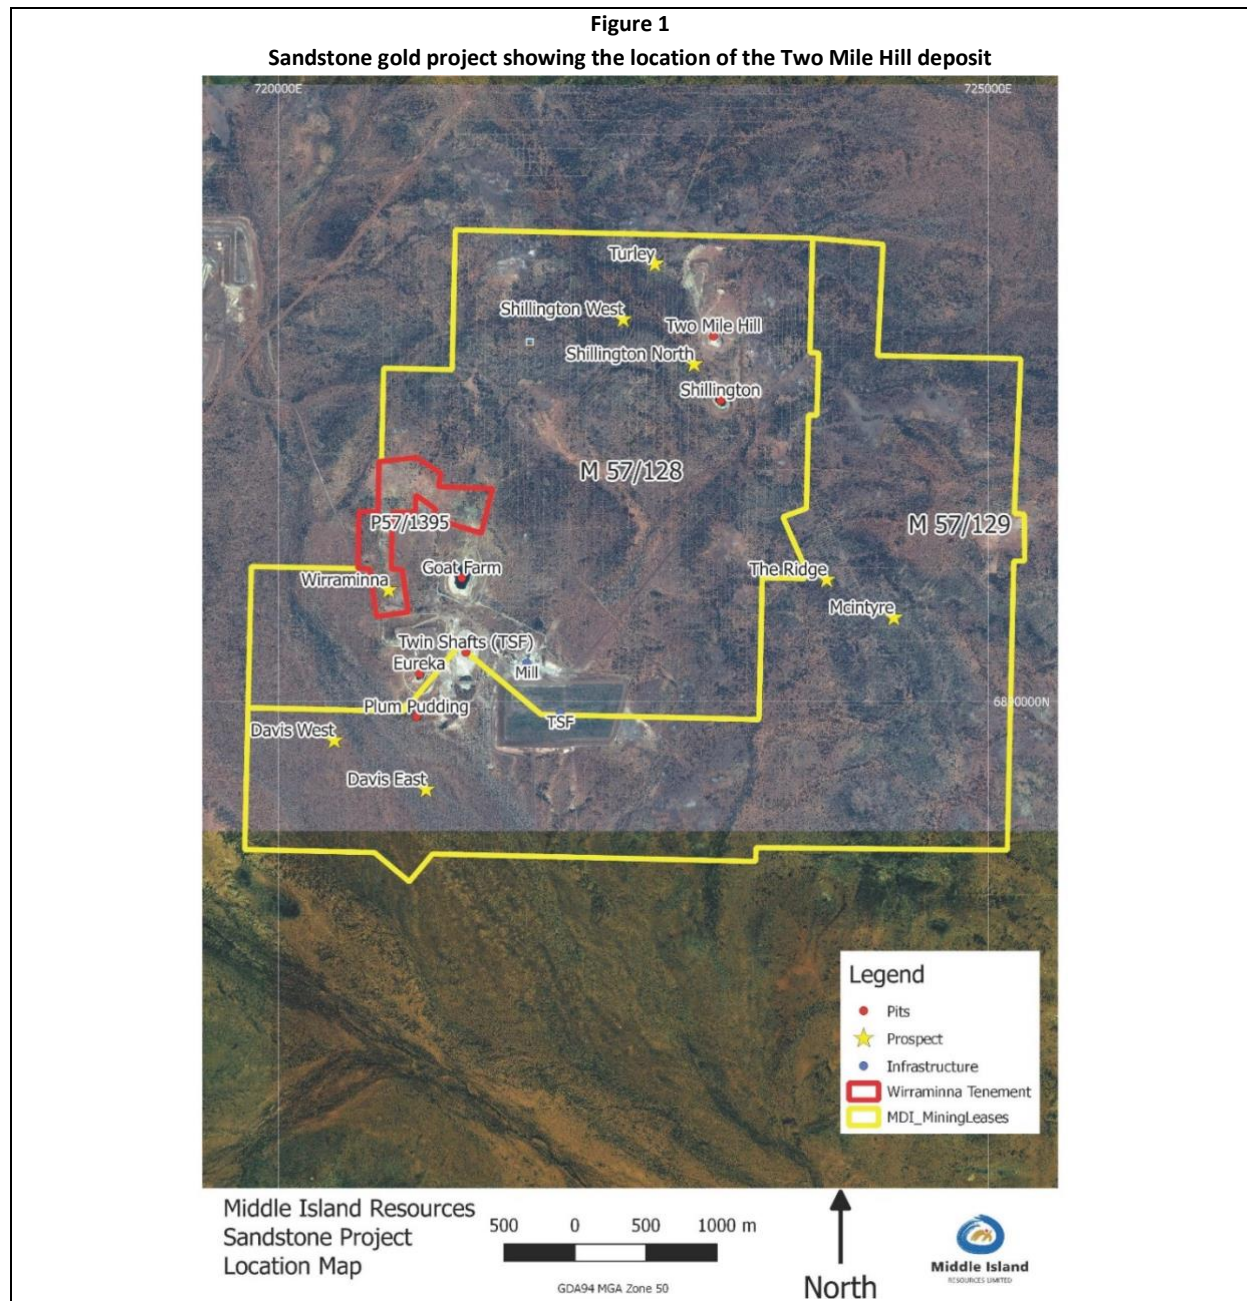 Figure 1
Sandstone gold project showing the location of the Two Mile Hill deposit
720000E
725000E
Turley
Shillington West
Two Mile Hill
Shillington North
Shillington
M 57/128
P57/1395
M 57/129
Goat Farm
The Ridge
Wirraminna
Mcintyre
Twin Shafts (TSF)
Eureka
Mill
6890000N
Plum Pudding
TSF
Davis West
Davis East
Legend
Pits
Prospect
Infrastructure
Wirraminna Tenement
MDI_MiningLeases
Middle Island Resources
Sandstone Project
Location Map
500 0 500 1000 m
GDA94 MGA Zone 50
North
Middle Island
RESOURCES LIMITED